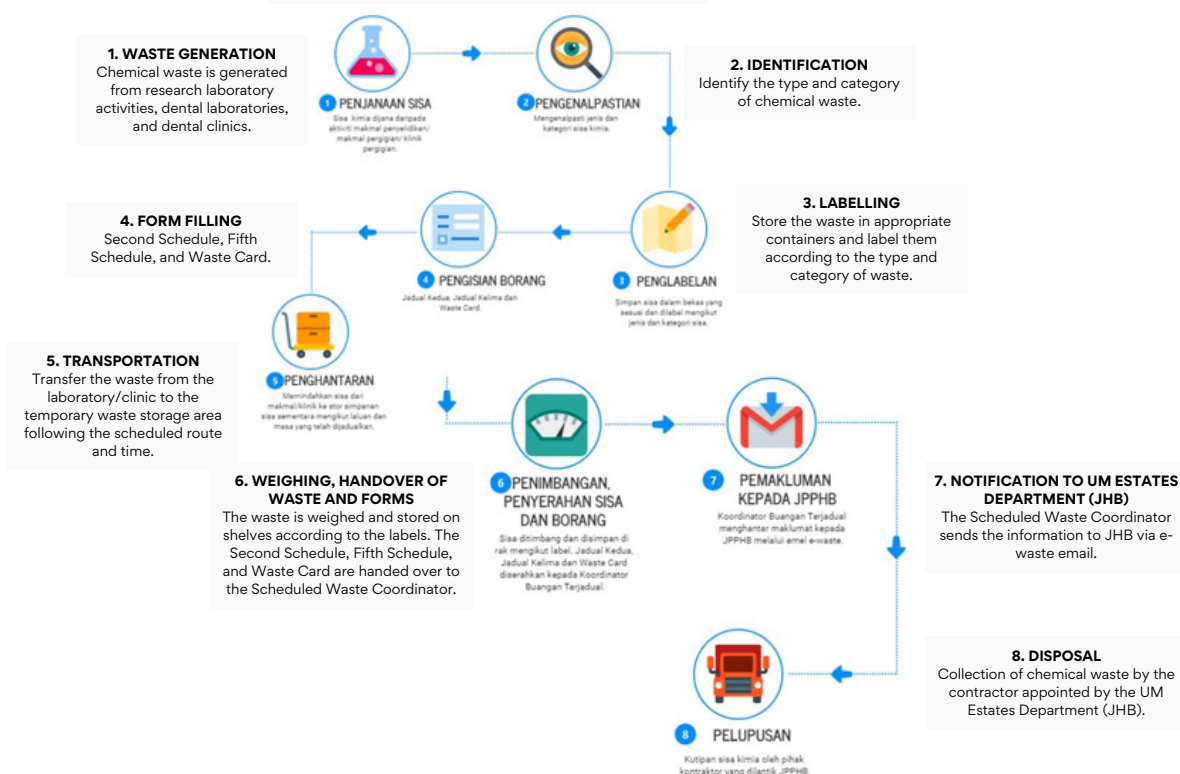 1. WASTE GENERATION
Chemical waste is generated
from research laboratory
activities, dental laboratories,
and dental clinics.
1 PENJANAAN SISA
Sisa kimia dijana daripada
aktiviti makmal penyelidikan/
makmal pergigian/ klinik
pergigian.
2 PENGENALPASTIAN
Mengenalpasti jenis dan
kategori sisa kimia.
2. IDENTIFICATION
Identify the type and category
of chemical waste.
3. LABELLING
Store the waste in appropriate
containers and label them
according to the type and
category of waste.
3 PENGLABELAN
Simpan sisa dalam bekas yang
sesuai dan dilabel mengikut
jenis dan kategori sisa.
4. FORM FILLING
Second Schedule, Fifth
Schedule, and Waste Card.
4 PENGISIAN BORANG
Jadual Kedua, Jadual Kelima dan
Waste Card.
5. TRANSPORTATION
Transfer the waste from the
laboratory/clinic to the
temporary waste storage area
following the scheduled route
and time.
5 PENGHANTARAN
Memindahkan sisa dari
makmal/klinik ke stor simpanan
sisa sementara mengikut laluan dan
masa yang telah dijadualkan.
6. WEIGHING, HANDOVER OF
WASTE AND FORMS
The waste is weighed and stored on
shelves according to the labels. The
Second Schedule, Fifth Schedule,
and Waste Card are handed over to
the Scheduled Waste Coordinator.
6 PENIMBANGAN,
PENYERAHAN SISA
DAN BORANG
Sisa ditimbang dan disimpan di
rak mengikut label. Jadual Kedua,
Jadual Kelima dan Waste Card
diserahkan kepada Koordinator
Buangan Terjadual.
7 PEMAKLUMAN
KEPADA JPPHB
Koordinator Buangan Terjadual
menghantar maklumat kepada
JPPHB melalui emel e-waste.
7. NOTIFICATION TO UM ESTATES
DEPARTMENT (JHB)
The Scheduled Waste Coordinator
sends the information to JHB via e-
waste email.
8. DISPOSAL
Collection of chemical waste by the
contractor appointed by the UM
Estates Department (JHB).
8 PELUPUSAN
Kutipan sisa kimia oleh pihak
kontraktor yang dilantik JPPHB.